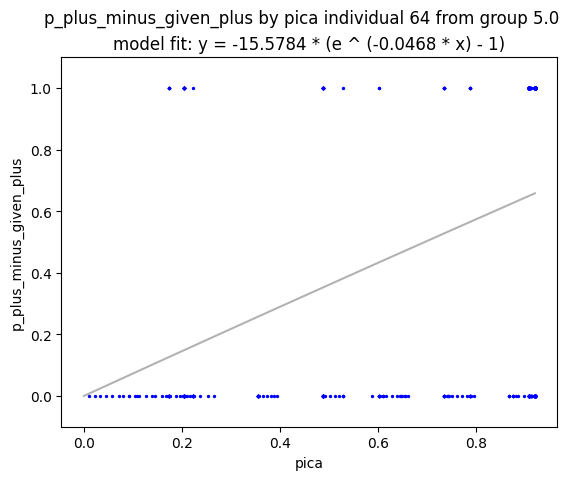 p_plus_minus_given_plus by pica individual 64 from group 5.0
model fit: y = -15.5784 * (e ^ (-0.0468 * x) - 1)
1.0
0.8
0.6
0.4
0.2
0.0
p_plus_minus_given_plus
0.0 0.2 0.4 0.6 0.8
pica